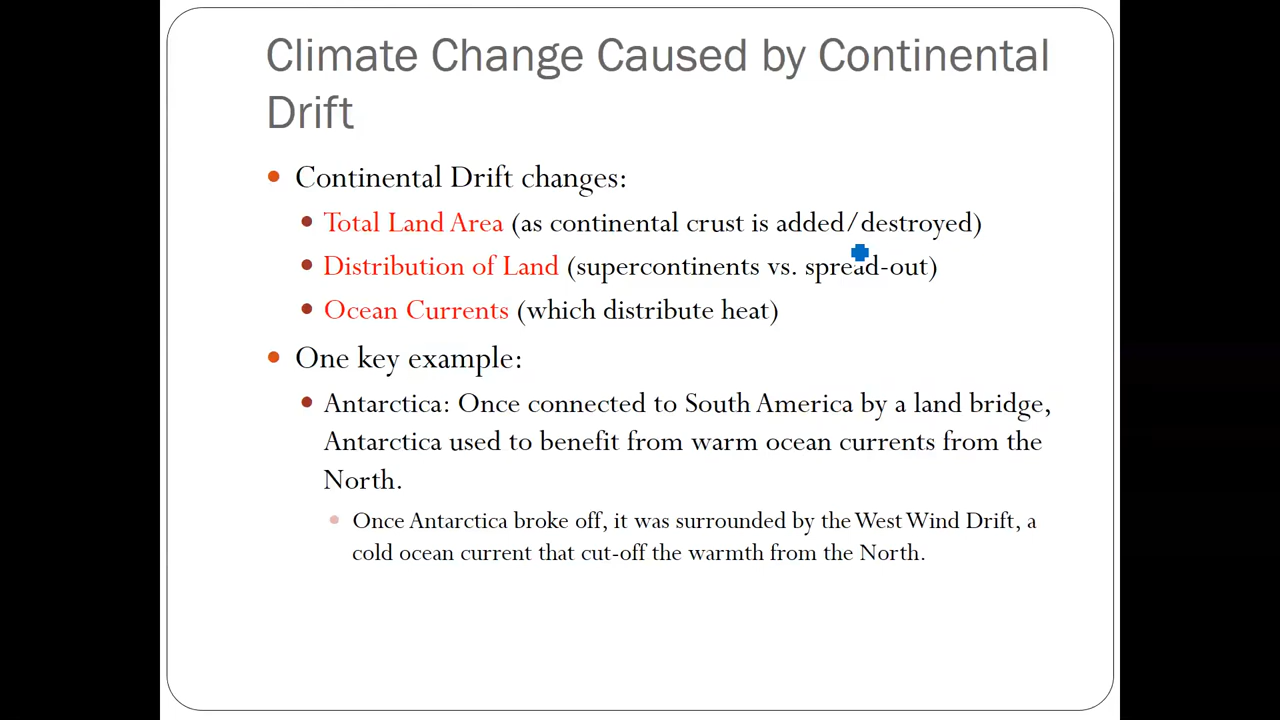 Climate Change Caused by Continental
Drift
Continental Drift changes:
Total Land Area (as continental crust is added/destroyed)
Distribution of Land (supercontinents vs. spread-out)
Ocean Currents (which distribute heat)
One key example:
Antarctica: Once connected to South America by a land bridge,
Antarctica used to benefit from warm ocean currents from the
North.
Once Antarctica broke off, it was surrounded by the West Wind Drift, a
cold ocean current that cut-off the warmth from the North.